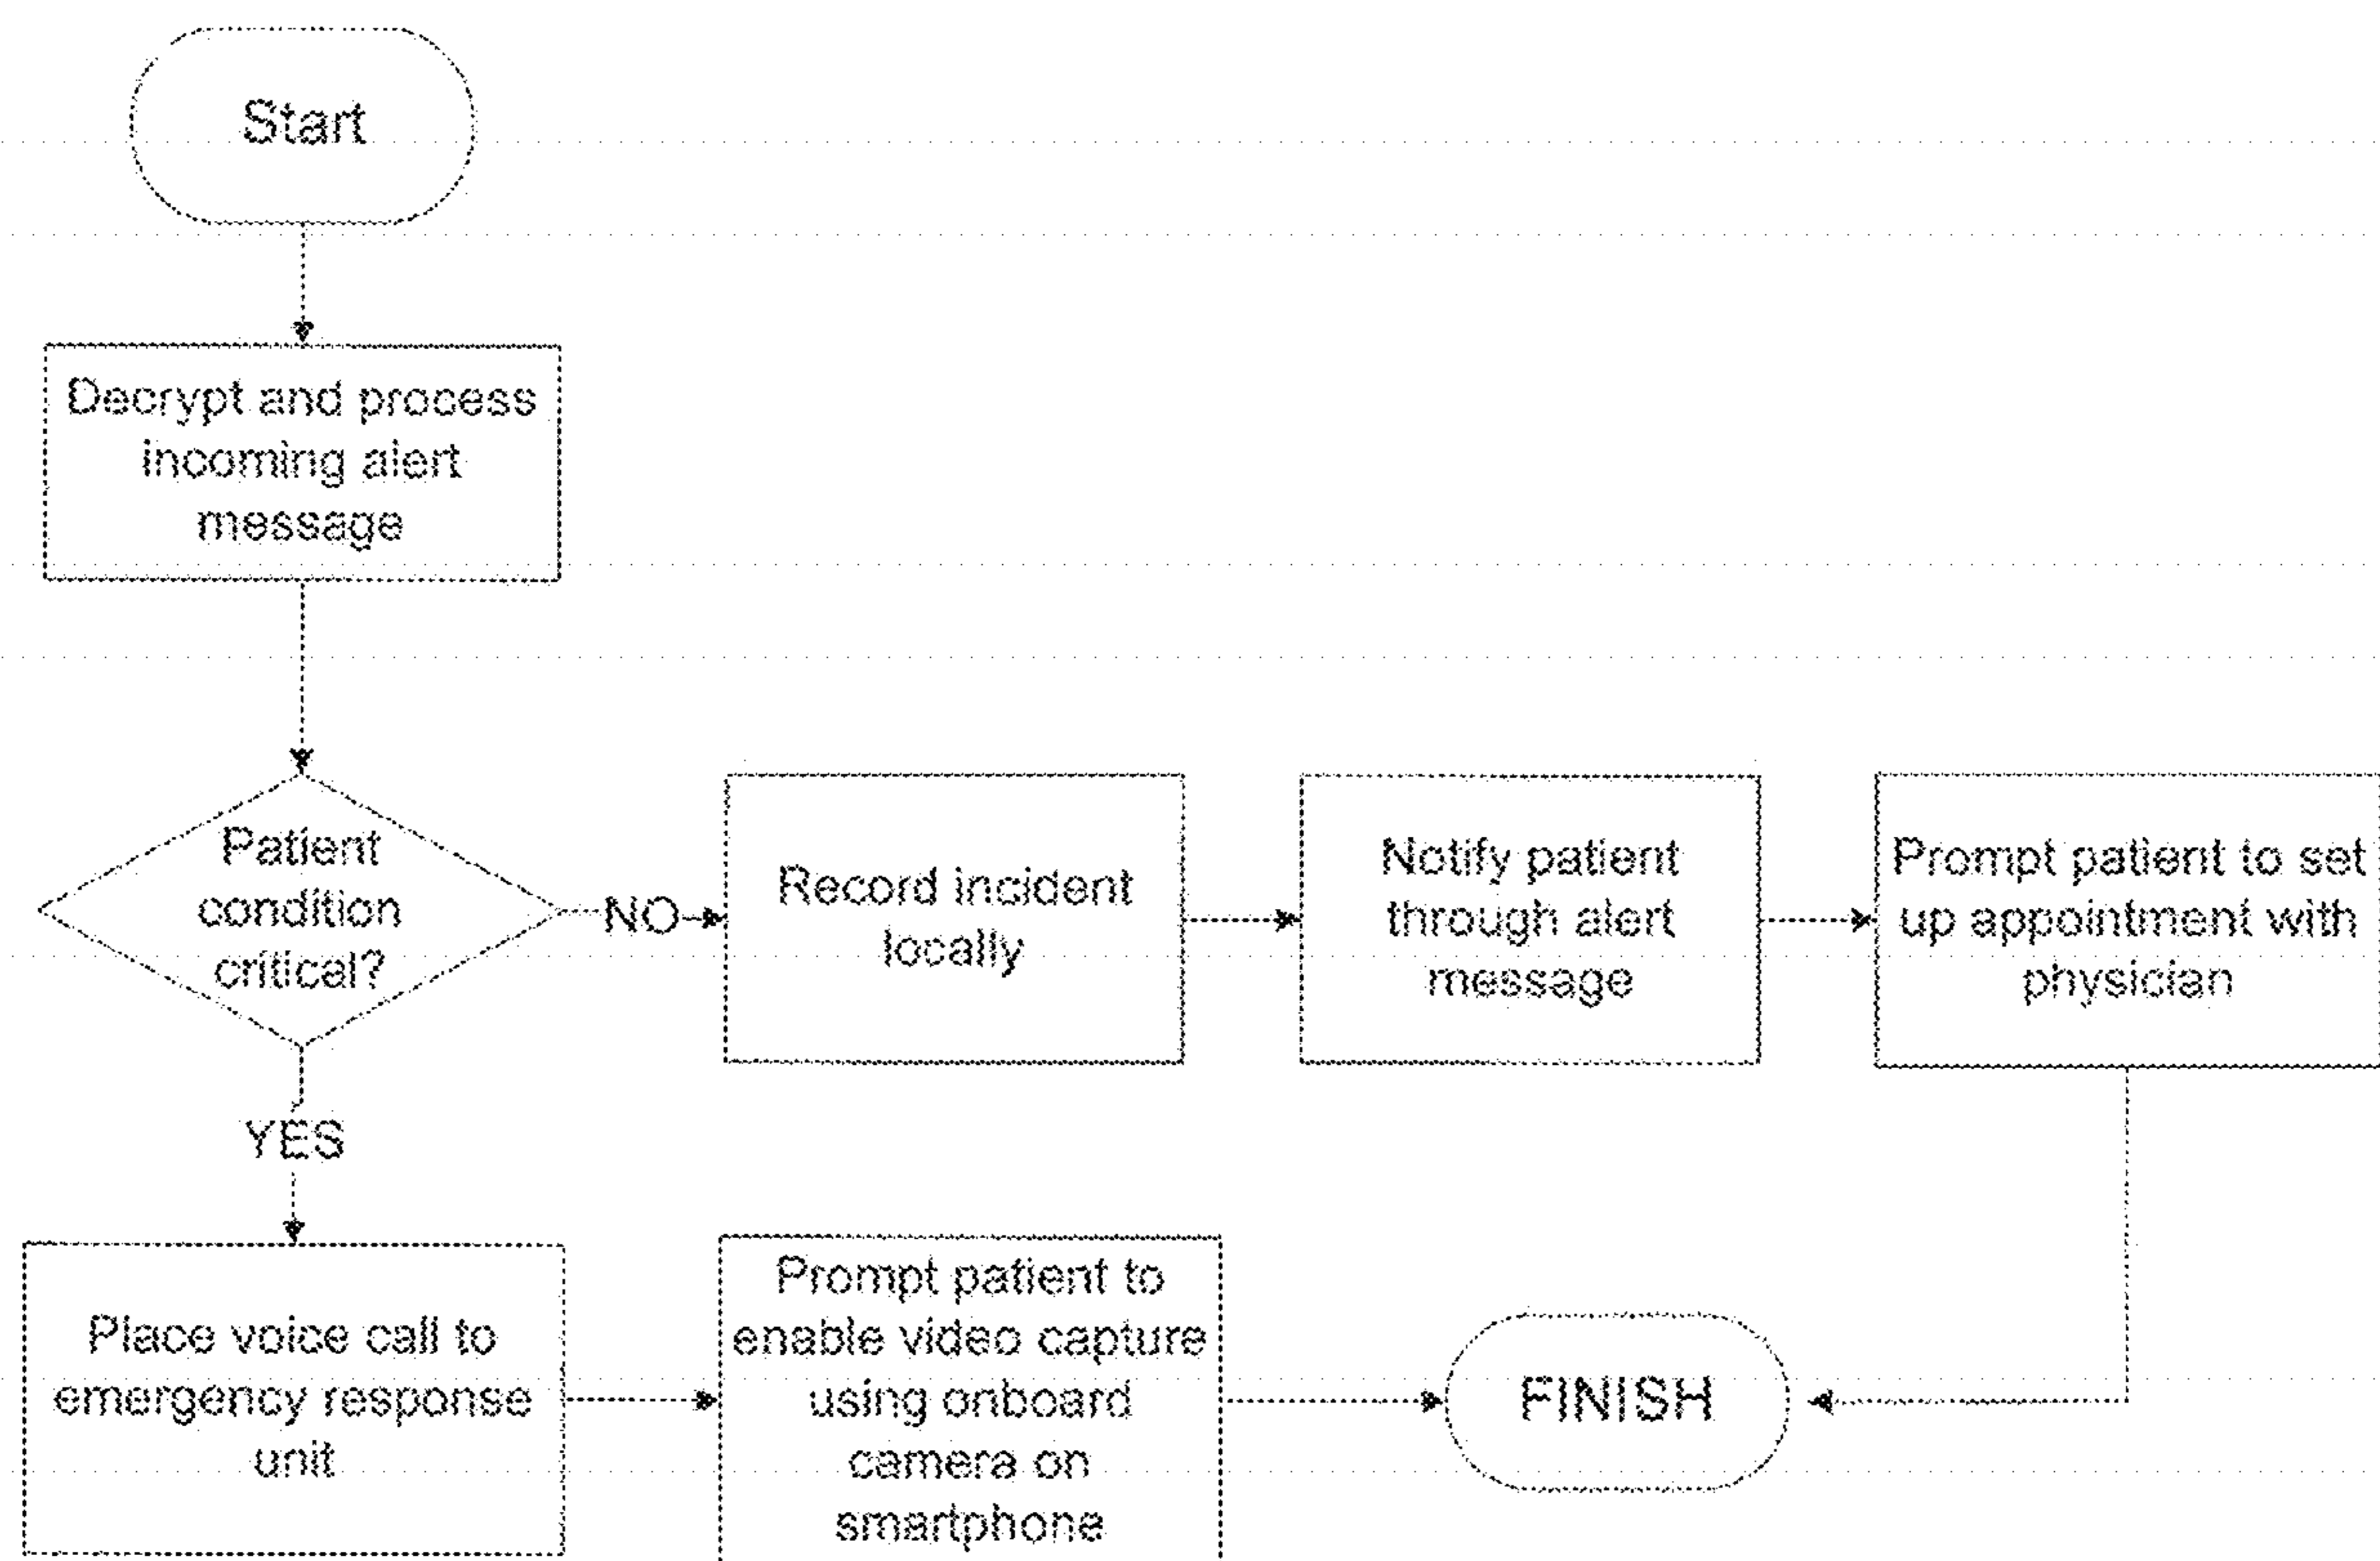 Start
Decrypt and process
incoming alert
message
Patient
condition
critical?
NO
Record incident
locally
Notify patient
through alert
message
Prompt patient to set
up appointment with
physician
YES
Place voice call to
emergency response
unit
Prompt patient to
enable video capture
using onboard
camera on
smartphone
FINISH